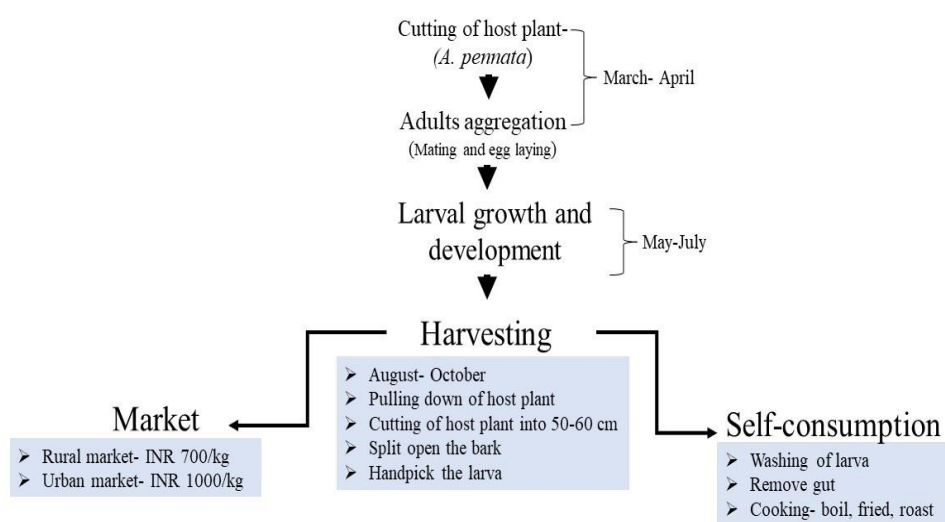 Cutting of host plant-
(A. pennata)
March- April
Adults aggregation
(Mating and egg laying)
Larval growth and
development
May-July
Harvesting
➤ August- October
➤ Pulling down of host plant
➤ Cutting of host plant into 50-60 cm
➤ Split open the bark
➤ Handpick the larva
Market
➤ Rural market- INR 700/kg
➤ Urban market- INR 1000/kg
Self-consumption
➤ Washing of larva
➤ Remove gut
➤ Cooking- boil, fried, roast